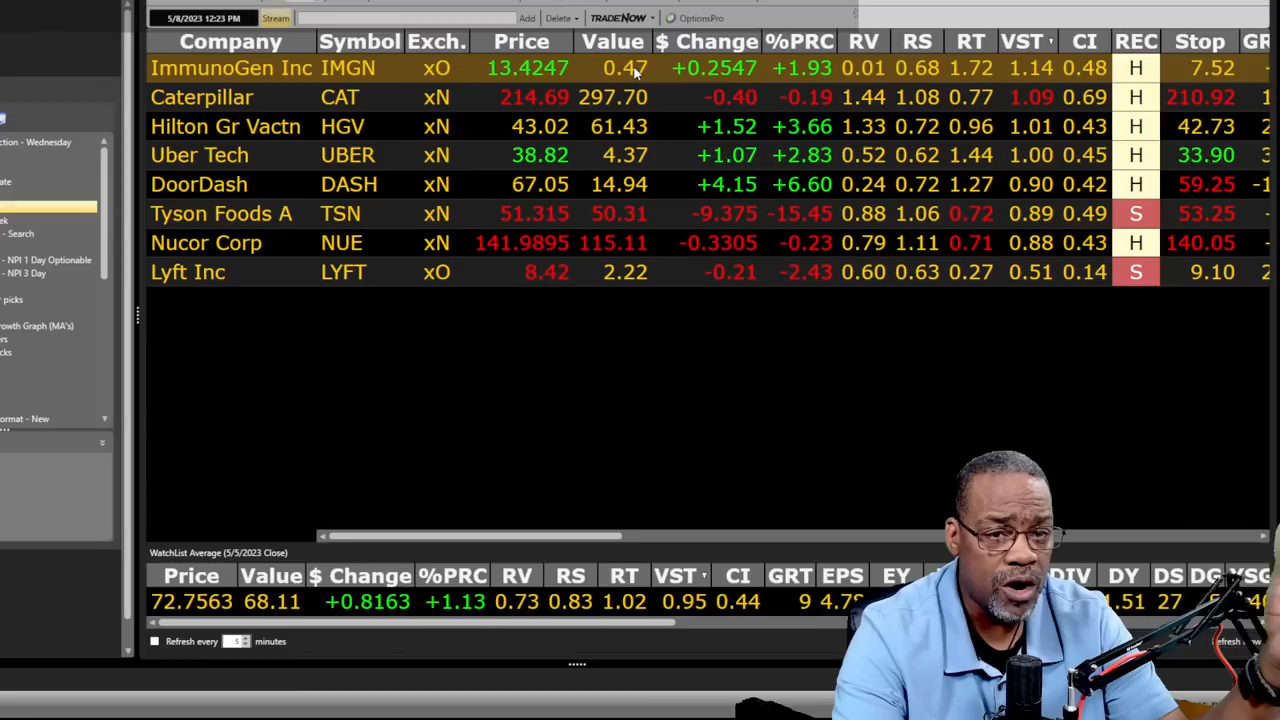 5/8/2023 12:23 PM Stream Add Delete TRADENOW OptionsPro
Company Symbol Exch. Price Value $ Change %PRC RV RS RT VST CI REC Stop
ImmunoGen Inc IMGN xO 13.4247 0.47 +0.2547 +1.93 0.01 0.68 1.72 1.14 0.48 H 7.52
Caterpillar CAT xN 214.69 297.70 -0.40 -0.19 1.44 1.08 0.77 1.09 0.69 H 210.92
Hilton Gr Vactn HGV xN 43.02 61.43 +1.52 +3.66 1.33 0.72 0.96 1.01 0.43 H 42.73
Uber Tech UBER xN 38.82 4.37 +1.07 +2.83 0.52 0.62 1.44 1.00 0.45 H 33.90
DoorDash DASH xN 67.05 14.94 +4.15 +6.60 0.24 0.72 1.27 0.90 0.42 H 59.25
Tyson Foods A TSN xN 51.315 50.31 -9.375 -15.45 0.88 1.06 0.72 0.89 0.49 S 53.25
Nucor Corp NUE xN 141.9895 115.11 -0.3305 -0.23 0.79 1.11 0.71 0.88 0.43 H 140.05
Lyft Inc LYFT xO 8.42 2.22 -0.21 -2.43 0.60 0.63 0.27 0.51 0.14 S 9.10
ction - Wednesday
ate
ek
- Search
- NPI 1 Day Optionable
- NPI 3 Day
r picks
owth Graph (MA's)
rs
cks
ormat - New
WatchList Average (5/5/2023 Close)
Price Value $ Change %PRC RV RS RT VST CI GRT EPS EY DIV DY DS DG
72.7563 68.11 +0.8163 +1.13 0.73 0.83 1.02 0.95 0.44 9 1.51 27
Refresh every 5 minutes